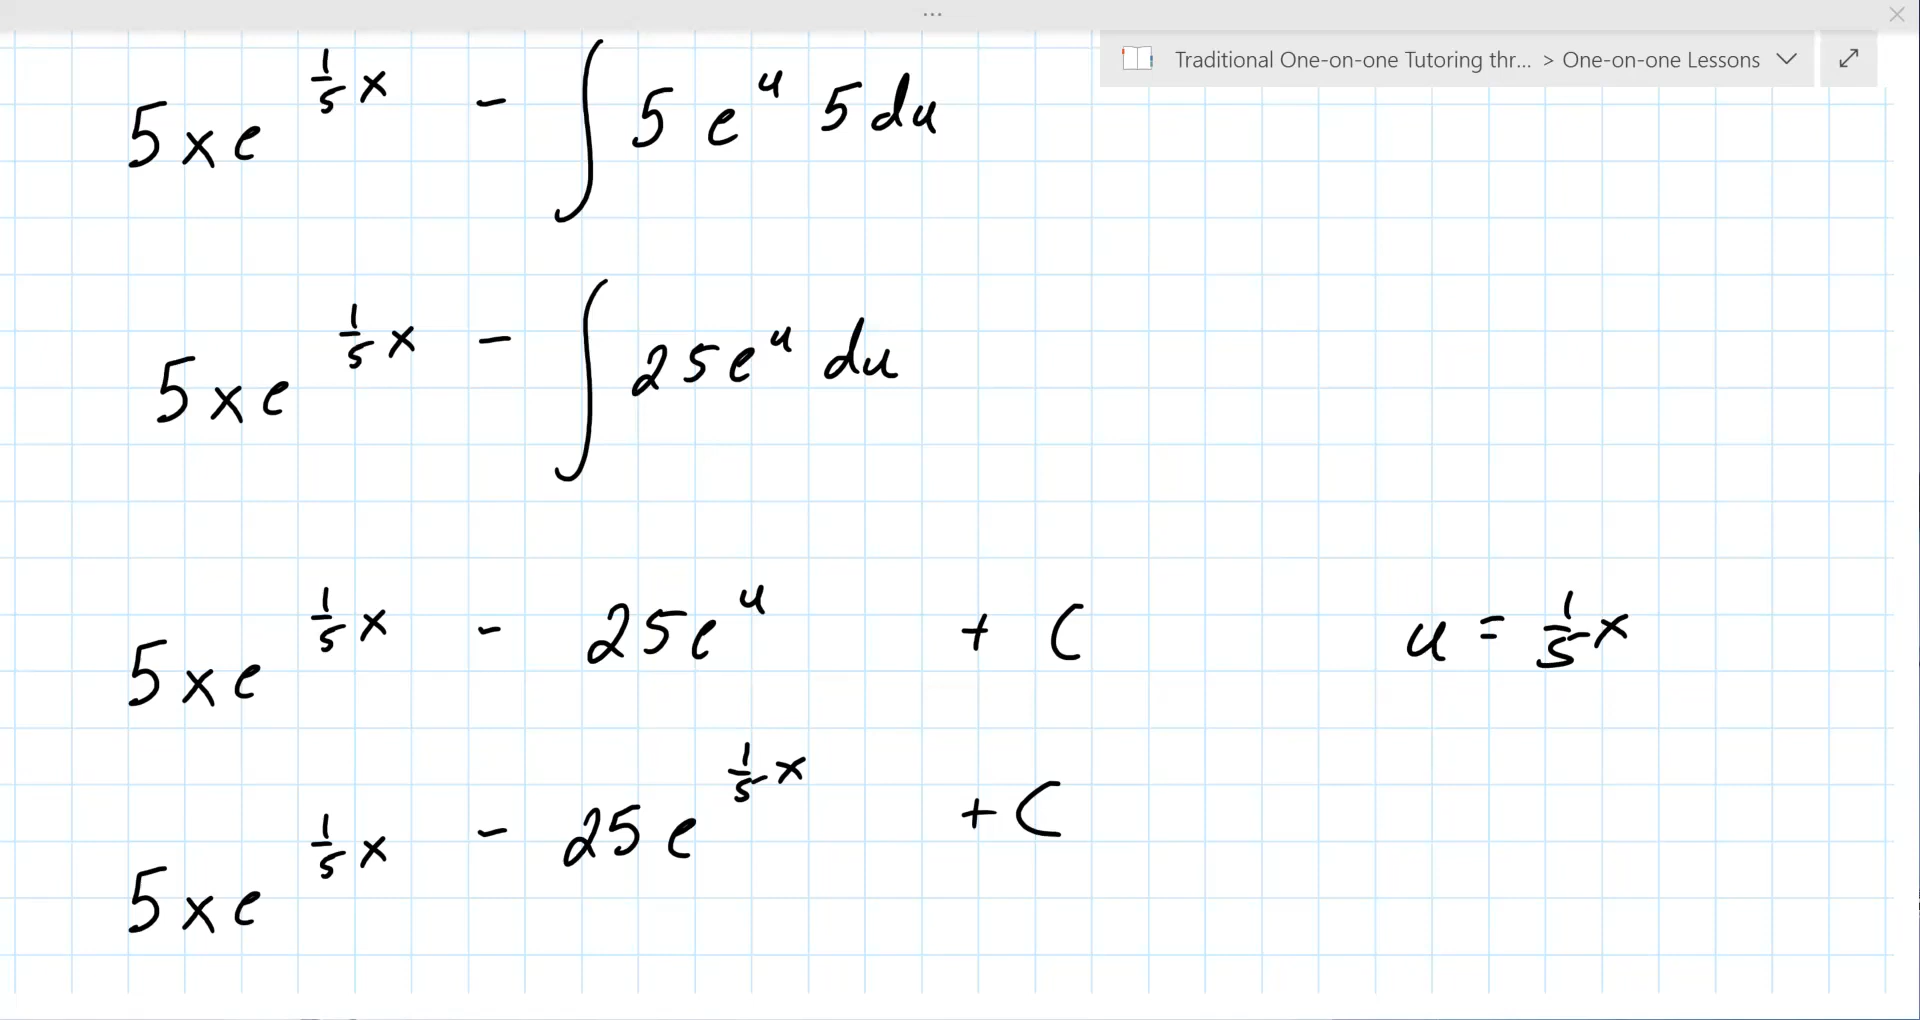 ...
Traditional One-on-one Tutoring thr... > One-on-one Lessons
5xe^{1/5 x} - ∫ 5 e^u 5 du
5xe^{1/5 x} - ∫ 25e^u du
5xe^{1/5 x} - 25e^u + C u = 1/5 x
5xe^{1/5 x} - 25e^{1/5 x} + C